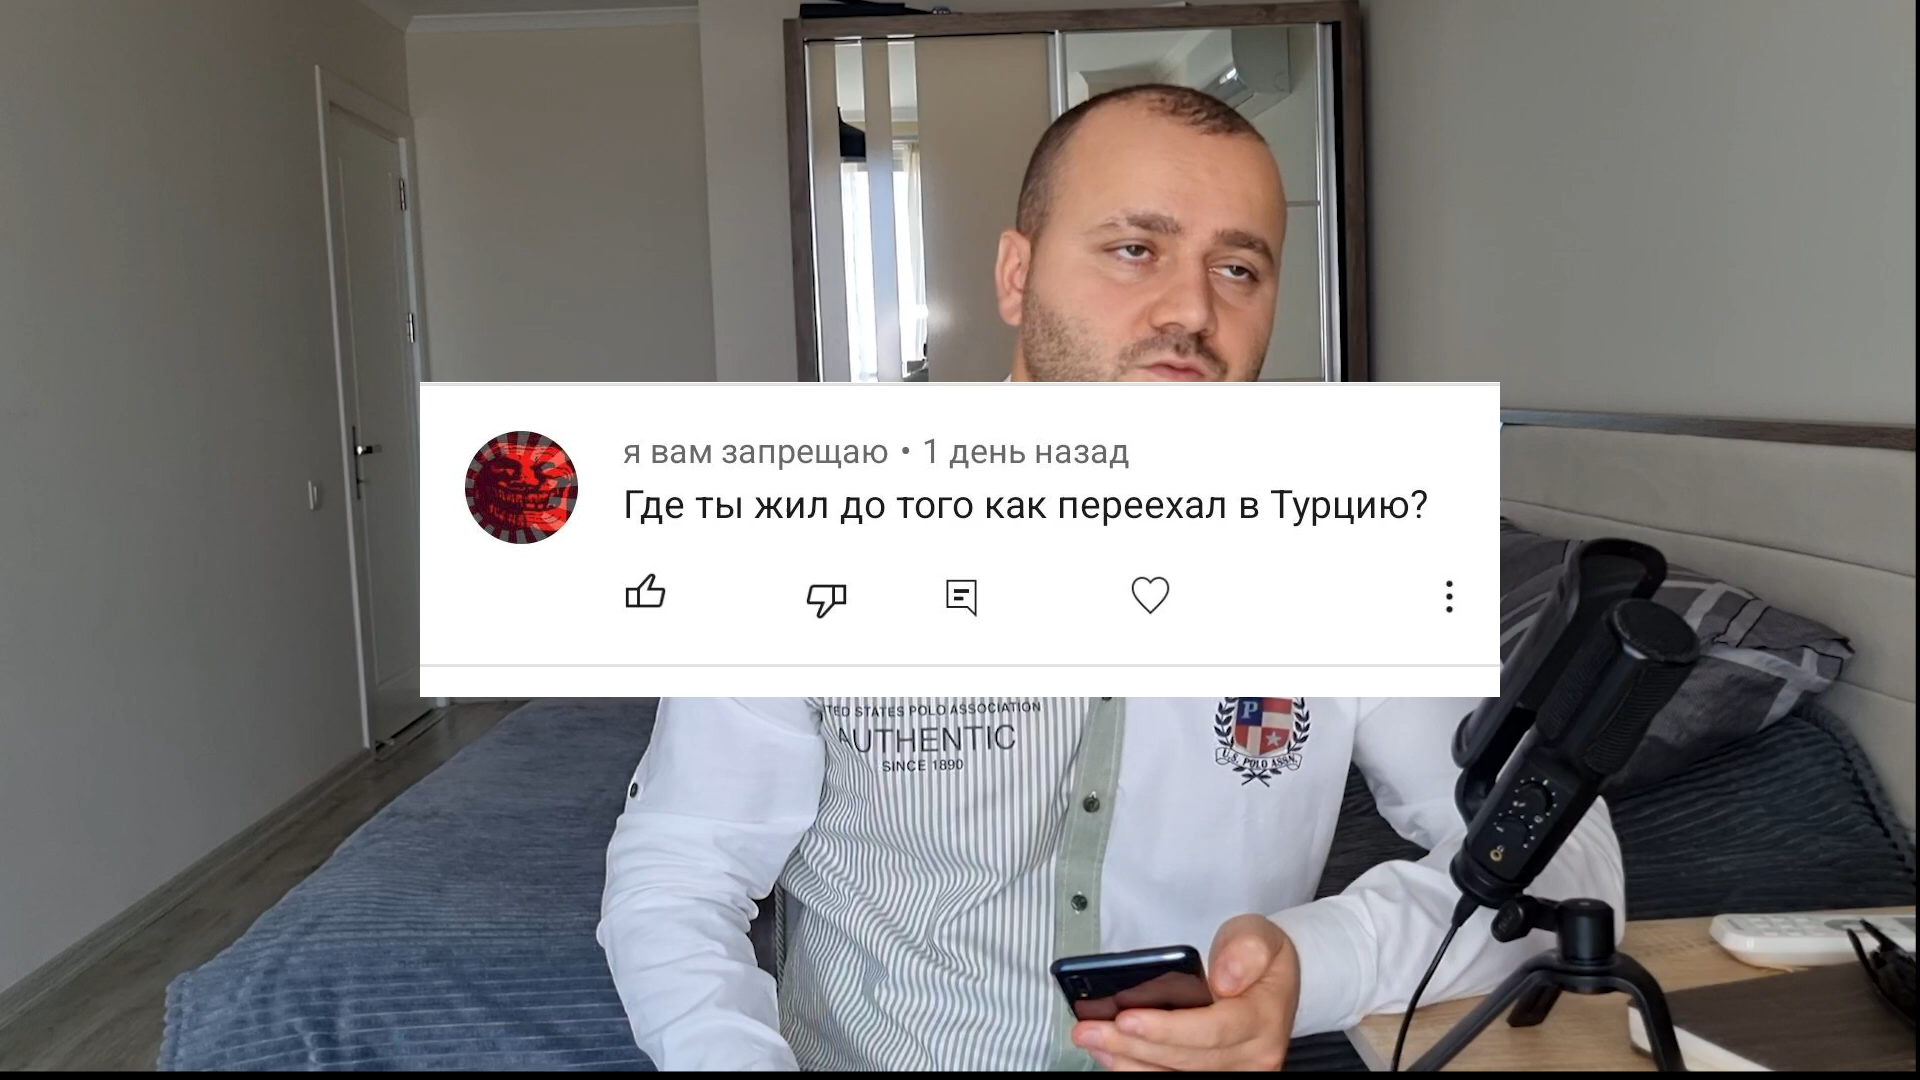 я вам запрещаю • 1 день назад
Где ты жил до того как переехал в Турцию?
TED STATES POLO ASSOCIATION
AUTHENTIC
SINCE 1890
P
U.S. POLO ASSN.